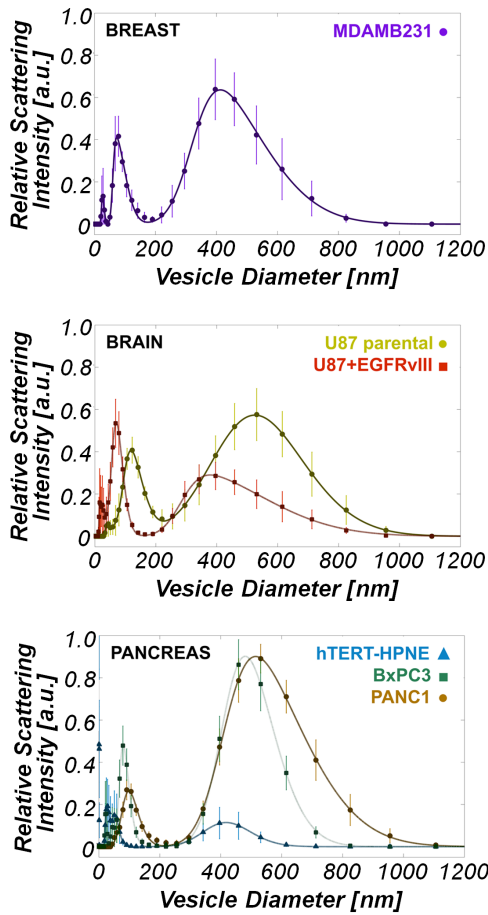 BREAST
MDAMB231
Relative Scattering
Intensity [a.u.]
1.0
0.8
0.6
0.4
0.2
0
0 200 400 600 800 1000 1200
Vesicle Diameter [nm]
BRAIN
U87 parental
U87+EGFRvIII
Relative Scattering
Intensity [a.u.]
1.0
0.8
0.6
0.4
0.2
0
0 200 400 600 800 1000 1200
Vesicle Diameter [nm]
PANCREAS
hTERT-HPNE
BxPC3
PANC1
Relative Scattering
Intensity [a.u.]
1.0
0.8
0.6
0.4
0.2
0
0 200 400 600 800 1000 1200
Vesicle Diameter [nm]